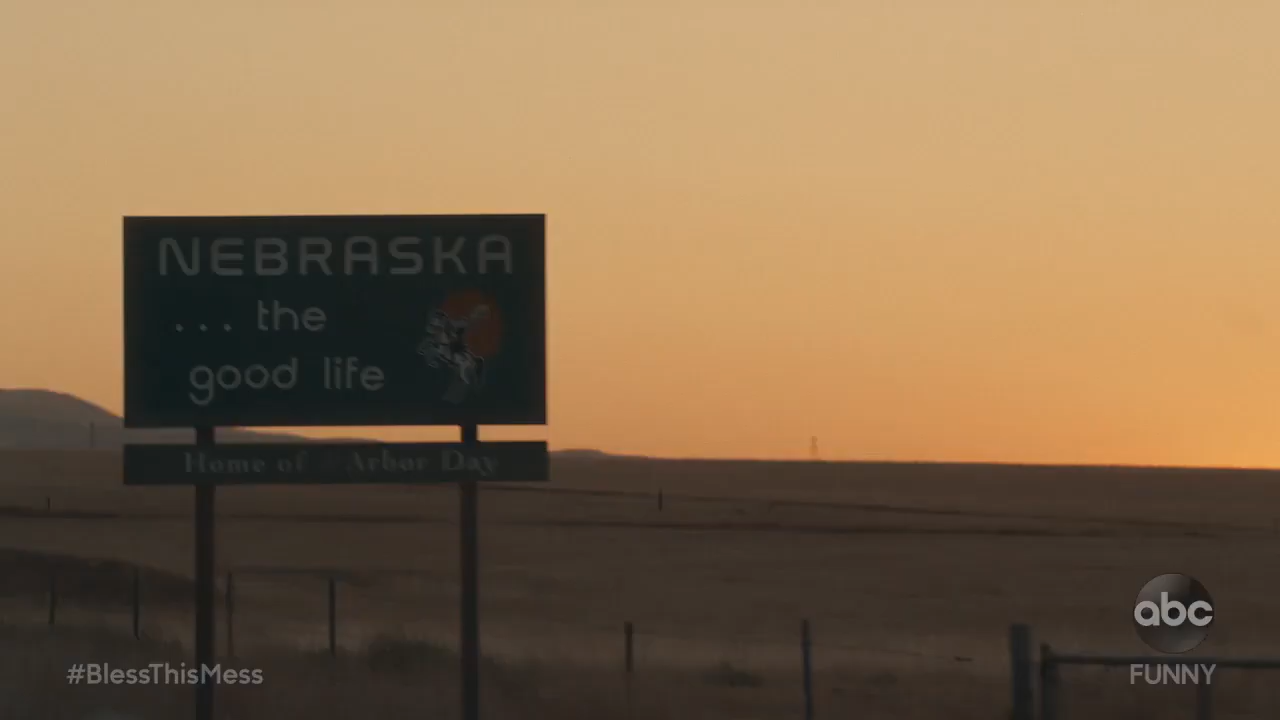 NEBRASKA
... the
good life
Home of Arbor Day
#BlessThisMess
abc
FUNNY